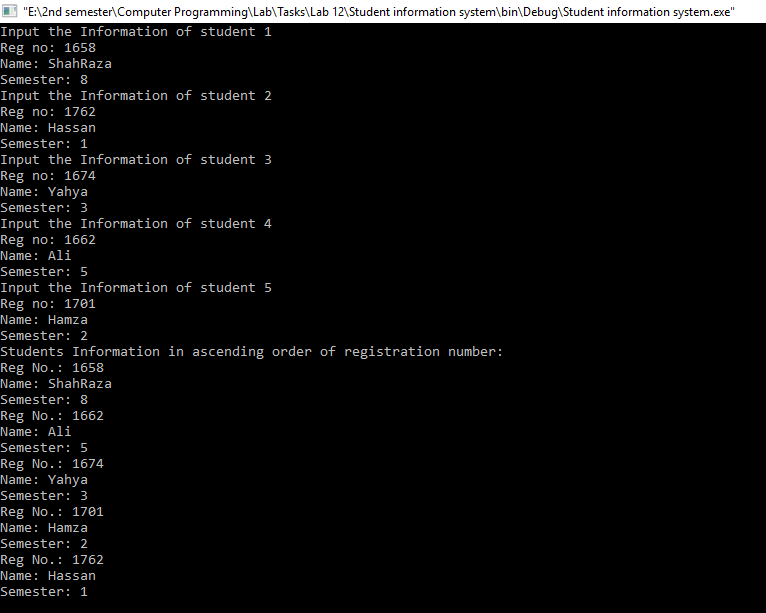 "E:\2nd semester\Computer Programming\Lab\Tasks\Lab 12\Student information system\bin\Debug\Student information system.exe"
Input the Information of student 1
Reg no: 1658
Name: ShahRaza
Semester: 8
Input the Information of student 2
Reg no: 1762
Name: Hassan
Semester: 1
Input the Information of student 3
Reg no: 1674
Name: Yahya
Semester: 3
Input the Information of student 4
Reg no: 1662
Name: Ali
Semester: 5
Input the Information of student 5
Reg no: 1701
Name: Hamza
Semester: 2
Students Information in ascending order of registration number:
Reg No.: 1658
Name: ShahRaza
Semester: 8
Reg No.: 1662
Name: Ali
Semester: 5
Reg No.: 1674
Name: Yahya
Semester: 3
Reg No.: 1701
Name: Hamza
Semester: 2
Reg No.: 1762
Name: Hassan
Semester: 1